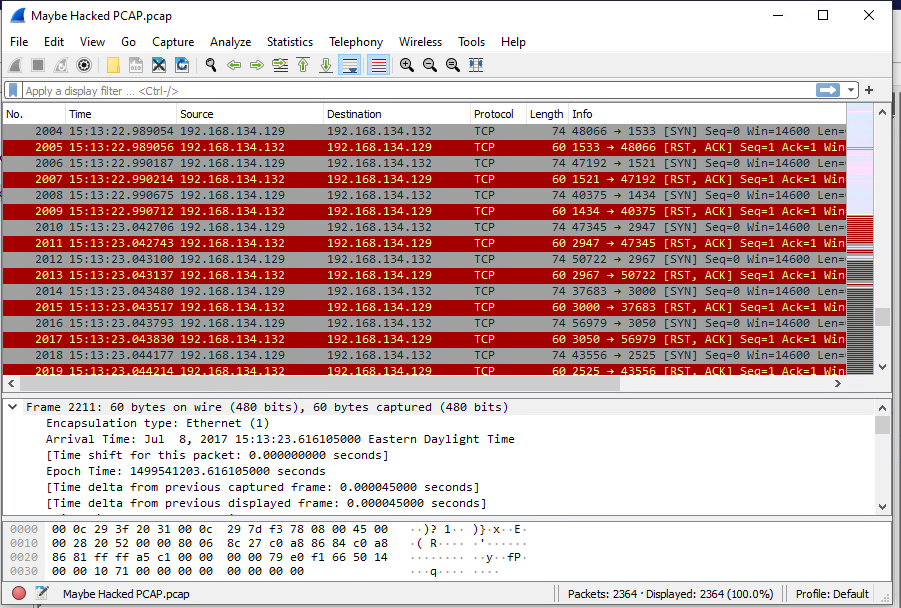 Maybe Hacked PCAP.pcap
File Edit View Go Capture Analyze Statistics Telephony Wireless Tools Help
Apply a display filter ... <Ctrl-/>
No. Time Source Destination Protocol Length Info
2004 15:13:22.989054 192.168.134.129 192.168.134.132 TCP 74 48066 → 1533 [SYN] Seq=0 Win=14600 Len=
2005 15:13:22.989056 192.168.134.132 192.168.134.129 TCP 60 1533 → 48066 [RST, ACK] Seq=1 Ack=1 Win
2006 15:13:22.990187 192.168.134.129 192.168.134.132 TCP 74 47192 → 1521 [SYN] Seq=0 Win=14600 Len=
2007 15:13:22.990214 192.168.134.132 192.168.134.129 TCP 60 1521 → 47192 [RST, ACK] Seq=1 Ack=1 Win
2008 15:13:22.990675 192.168.134.129 192.168.134.132 TCP 74 40375 → 1434 [SYN] Seq=0 Win=14600 Len=
2009 15:13:22.990712 192.168.134.132 192.168.134.129 TCP 60 1434 → 40375 [RST, ACK] Seq=1 Ack=1 Win
2010 15:13:23.042706 192.168.134.129 192.168.134.132 TCP 74 47345 → 2947 [SYN] Seq=0 Win=14600 Len=
2011 15:13:23.042743 192.168.134.132 192.168.134.129 TCP 60 2947 → 47345 [RST, ACK] Seq=1 Ack=1 Win
2012 15:13:23.043100 192.168.134.129 192.168.134.132 TCP 74 50722 → 2967 [SYN] Seq=0 Win=14600 Len=
2013 15:13:23.043137 192.168.134.132 192.168.134.129 TCP 60 2967 → 50722 [RST, ACK] Seq=1 Ack=1 Win
2014 15:13:23.043480 192.168.134.129 192.168.134.132 TCP 74 37683 → 3000 [SYN] Seq=0 Win=14600 Len=
2015 15:13:23.043517 192.168.134.132 192.168.134.129 TCP 60 3000 → 37683 [RST, ACK] Seq=1 Ack=1 Win
2016 15:13:23.043793 192.168.134.129 192.168.134.132 TCP 74 56979 → 3050 [SYN] Seq=0 Win=14600 Len=
2017 15:13:23.043830 192.168.134.132 192.168.134.129 TCP 60 3050 → 56979 [RST, ACK] Seq=1 Ack=1 Win
2018 15:13:23.044177 192.168.134.129 192.168.134.132 TCP 74 43556 → 2525 [SYN] Seq=0 Win=14600 Len=
2019 15:13:23.044214 192.168.134.132 192.168.134.129 TCP 60 2525 → 43556 [RST, ACK] Seq=1 Ack=1 Win
Frame 2211: 60 bytes on wire (480 bits), 60 bytes captured (480 bits)
Encapsulation type: Ethernet (1)
Arrival Time: Jul  8, 2017 15:13:23.616105000 Eastern Daylight Time
[Time shift for this packet: 0.000000000 seconds]
Epoch Time: 1499541203.616105000 seconds
[Time delta from previous captured frame: 0.000045000 seconds]
[Time delta from previous displayed frame: 0.000045000 seconds]
0000 00 0c 29 3f 20 31 00 0c 29 7d f3 78 08 00 45 00 ··)? 1·· )}·x··E·
0010 00 28 20 52 00 00 80 06 8c 27 c0 a8 86 84 c0 a8 ·( R···· ·'······
0020 86 81 ff ff a5 c1 00 00 00 00 79 e0 f1 66 50 14 ········ ··y··fP·
0030 00 00 10 71 00 00 00 00 00 00 00 00 ···q···· ····
Maybe Hacked PCAP.pcap Packets: 2364 · Displayed: 2364 (100.0%) Profile: Default